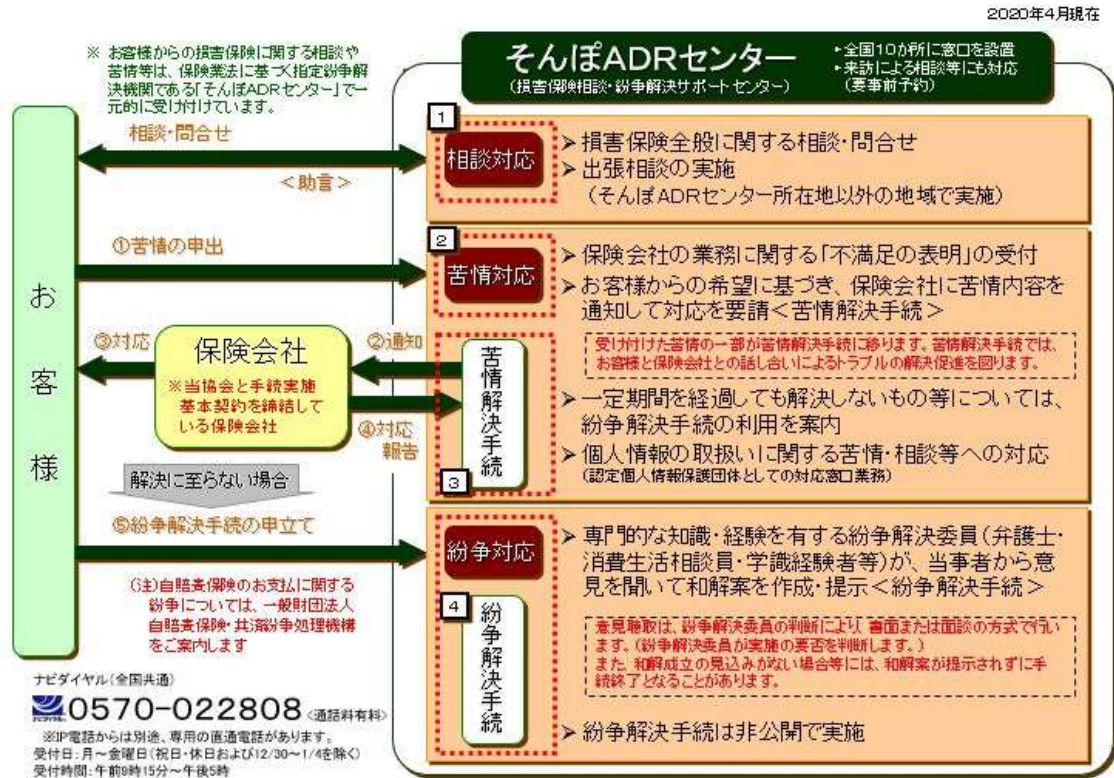 2020年4月現在
※ お客様からの損害保険に関する相談や
苦情等は、保険業法に基づく指定紛争解
決機関である「そんぽADRセンター」で一
元的に受け付けています。
そんぽADRセンター
(損害保険相談・紛争解決サポートセンター)
・全国10か所に窓口を設置
・来訪による相談等にも対応
(要事前予約)
お客様
相談・問合せ
<助言>
1
相談対応
➢ 損害保険全般に関する相談・問合せ
➢ 出張相談の実施
(そんぽADRセンター所在地以外の地域で実施)
①苦情の申出
2
苦情対応
➢ 保険会社の業務に関する「不満足の表明」の受付
➢ お客様からの希望に基づき、保険会社に苦情内容を
通知して対応を要請<苦情解決手続>
受け付けた苦情の一部が苦情解決手続に移ります。苦情解決手続では、
お客様と保険会社との話し合いによるトラブルの解決促進を図ります。
➢ 一定期間を経過しても解決しないもの等については、
紛争解決手続の利用を案内
➢ 個人情報の取扱いに関する苦情・相談等への対応
(認定個人情報保護団体としての対応窓口業務)
③対応
保険会社
※当協会と手続実施
基本契約を締結して
いる保険会社
②通知
④対応
報告
苦情解決手続
3
解決に至らない場合
⑤紛争解決手続の申立て
(注)自賠責保険のお支払に関する
紛争については、一般財団法人
自賠責保険・共済紛争処理機構
をご案内します
紛争対応
4
紛争解決手続
➢ 専門的な知識・経験を有する紛争解決委員(弁護士・
消費生活相談員・学識経験者等)が、当事者から意
見を聞いて和解案を作成・提示<紛争解決手続>
意見聴取は、紛争解決委員の判断により、書面または面談の方式で行い
ます。(紛争解決委員が実施の要否を判断します。)
また、和解成立の見込みがない場合等には、和解案が提示されずに手
続終了となることがあります。
➢ 紛争解決手続は非公開で実施
ナビダイヤル(全国共通)
0570-022808 <通話料有料>
※IP電話からは別途、専用の直通電話があります。
受付日:月~金曜日(祝日・休日および12/30~1/4を除く)
受付時間:午前9時15分~午後5時